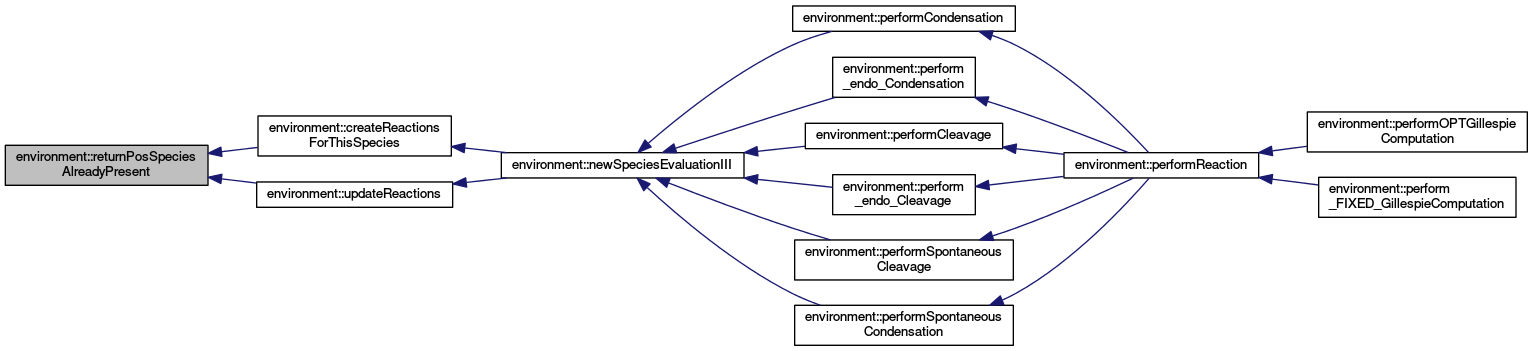 environment::returnPosSpecies
AlreadyPresent
environment::createReactions
ForThisSpecies
environment::updateReactions
environment::newSpeciesEvaluationIII
environment::performCondensation
environment::perform
_endo_Condensation
environment::performCleavage
environment::perform
_endo_Cleavage
environment::performSpontaneous
Cleavage
environment::performSpontaneous
Condensation
environment::performReaction
environment::performOPTGillespie
Computation
environment::perform
_FIXED_GillespieComputation